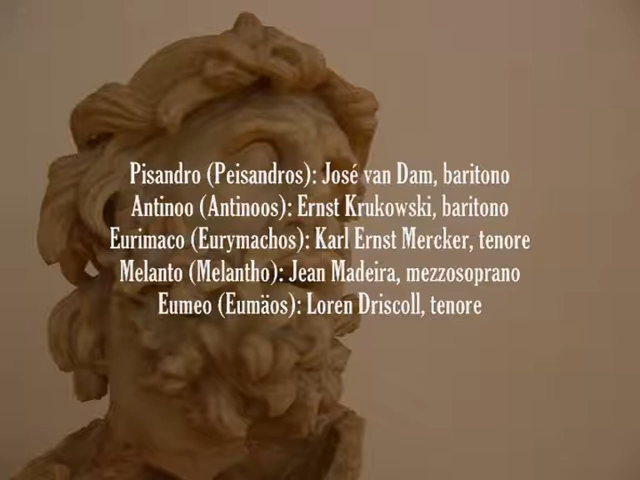 Pisandro (Peisandros): José van Dam, baritono
Antinoo (Antinoos): Ernst Krukowski, baritono
Eurimaco (Eurymachos): Karl Ernst Mercker, tenore
Melanto (Melantho): Jean Madeira, mezzosoprano
Eumeo (Eumäos): Loren Driscoll, tenore